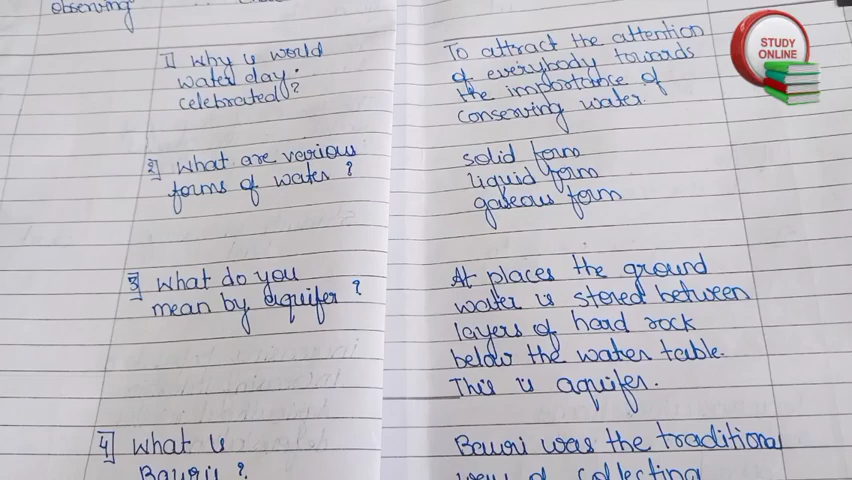 observing
1] Why is world
water day
celebrated?
To attract the attention
of everybody towards
the importance of
conserving water.
2] What are various
forms of water?
solid form
liquid form
gaseous form
3] What do you
mean by aquifer?
At places the ground
water is stored between
layers of hard rock
below the water table.
This is aquifer.
4] What is
Bawri?
Bawri was the traditional
way of collecting
STUDY
ONLINE